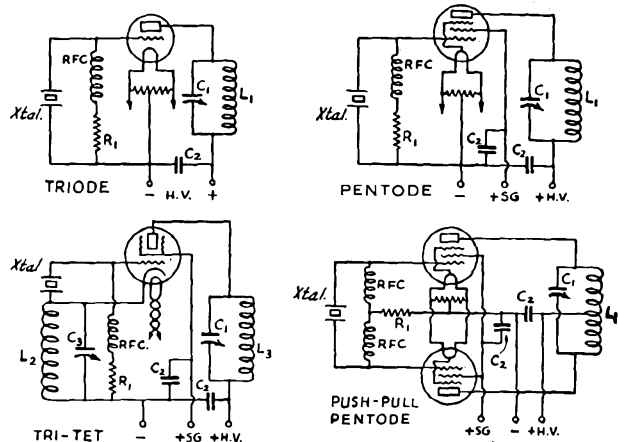 RFC
C1
L1
Xtal.
R1
C2
TRIODE
- H.V. +
RFC
C1
L1
Xtal.
R1
C2
C2
PENTODE
- +SG +H.V.
Xtal
C1
L2
C3
RFC.
L3
R1
C2
C2
TRI-TET
- +SG +H.V.
RFC
C1
Xtal.
C2
L1
R1
RFC
C2
PUSH-PULL
PENTODE
+SG - +H.V.